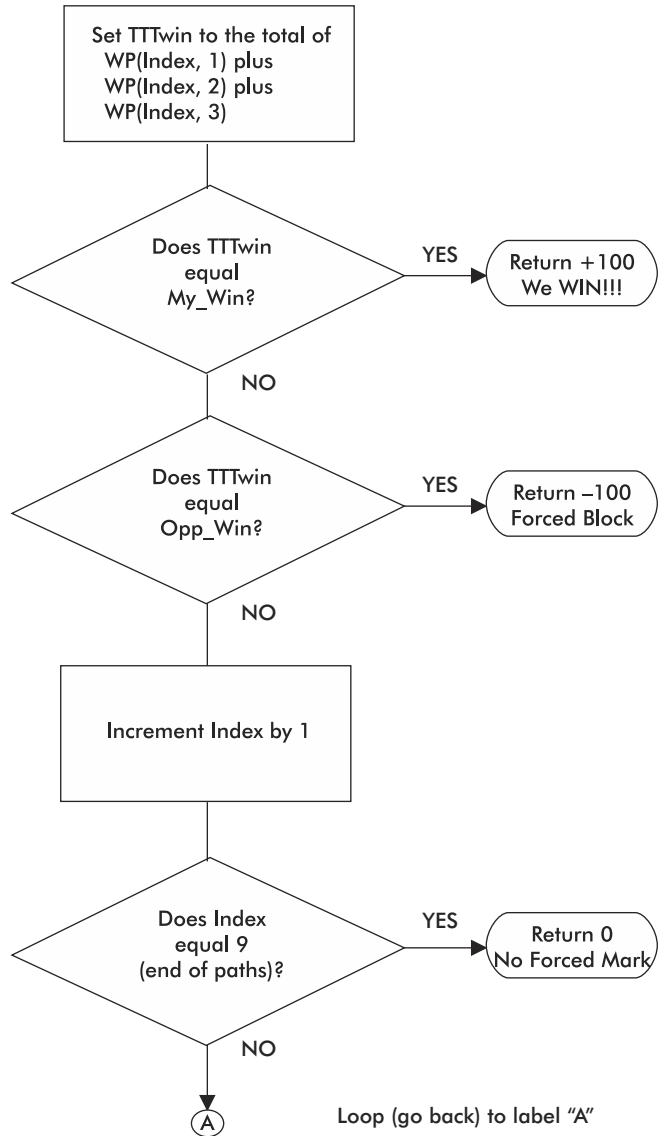 Set TTTwin to the total of
WP(Index, 1) plus
WP(Index, 2) plus
WP(Index, 3)
Does TTTwin
equal
My_Win?
YES
Return +100
We WIN!!!
NO
Does TTTwin
equal
Opp_Win?
YES
Return –100
Forced Block
NO
Increment Index by 1
Does Index
equal 9
(end of paths)?
YES
Return 0
No Forced Mark
NO
A
Loop (go back) to label “A”